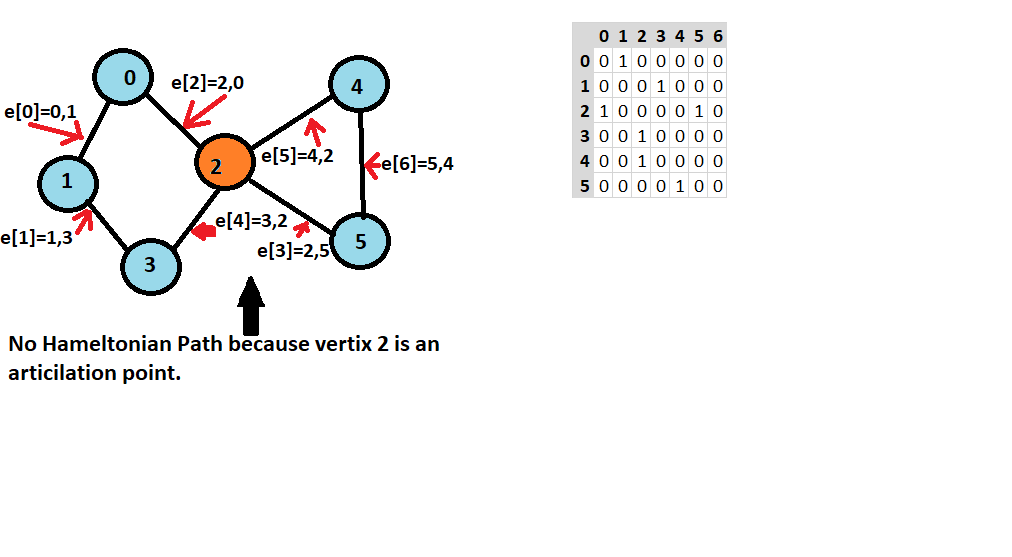 0
4
e[2]=2,0
e[0]=0,1
2
e[5]=4,2
e[6]=5,4
1
e[4]=3,2
e[1]=1,3
e[3]=2,5
5
3
No Hameltonian Path because vertix 2 is an
articilation point.
0 1 2 3 4 5 6
0 0 1 0 0 0 0 0
1 0 0 0 1 0 0 0
2 1 0 0 0 0 1 0
3 0 0 1 0 0 0 0
4 0 0 1 0 0 0 0
5 0 0 0 0 1 0 0